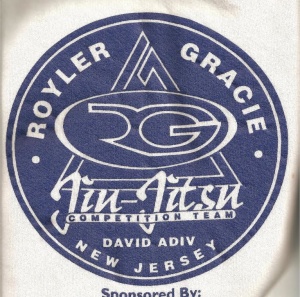 ROYLER GRACIE
RG
Jiu-Jitsu
COMPETITION TEAM
DAVID ADIV
NEW JERSEY
Sponsored By: